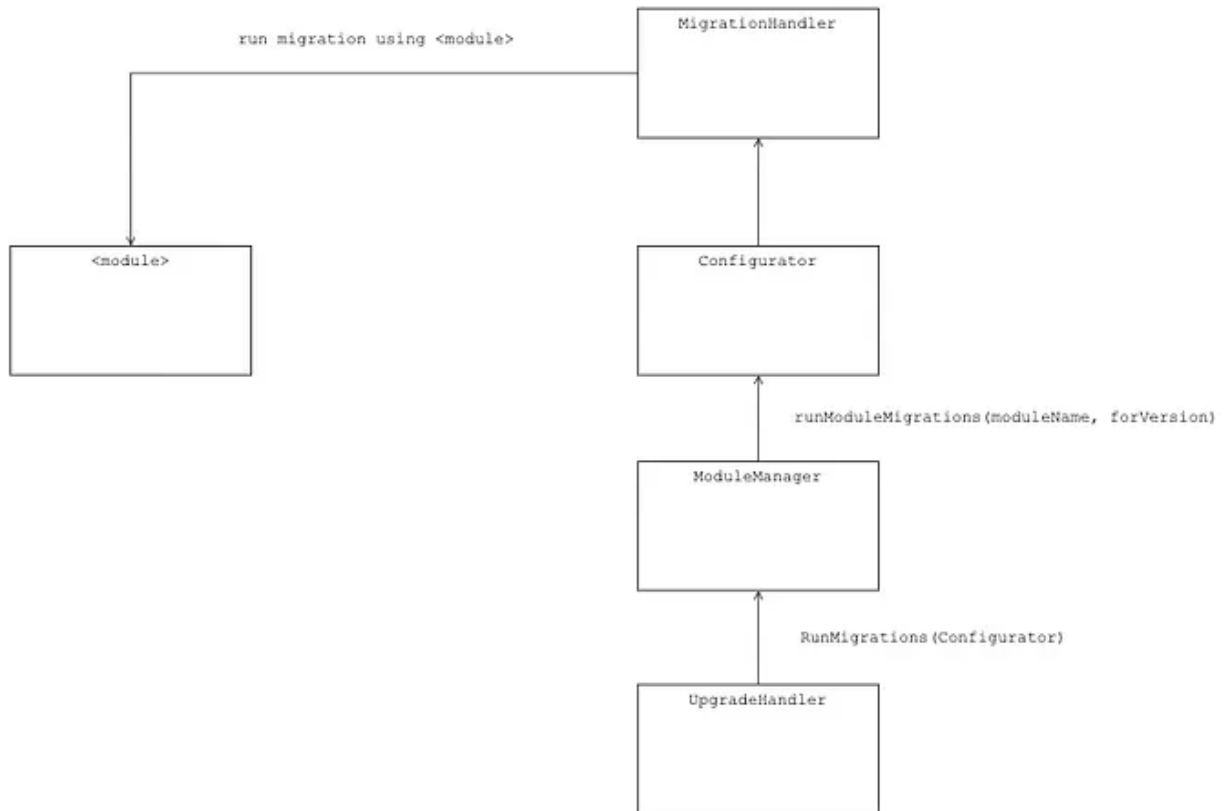 MigrationHandler
run migration using <module>
<module>
Configurator
runModuleMigrations(moduleName, forVersion)
ModuleManager
RunMigrations(Configurator)
UpgradeHandler